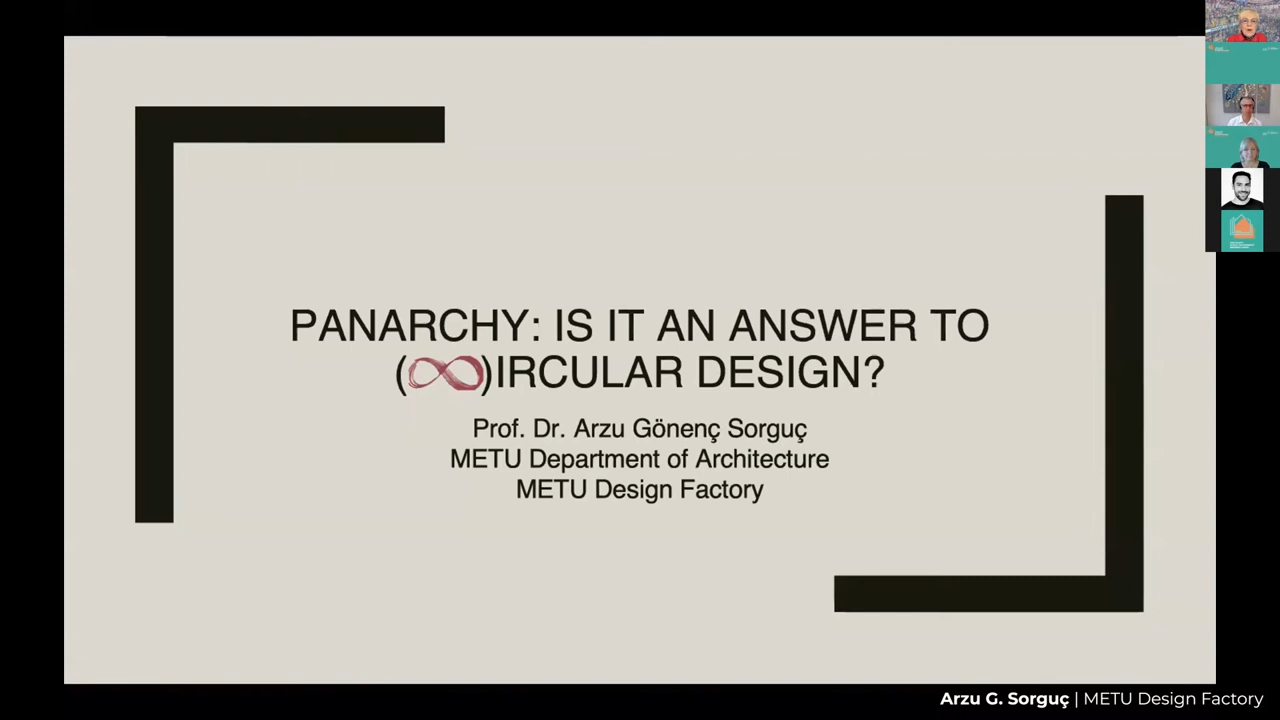 PANARCHY: IS IT AN ANSWER TO
(∞)IRCULAR DESIGN?
Prof. Dr. Arzu Gönenç Sorguç
METU Department of Architecture
METU Design Factory
Arzu G. Sorguç | METU Design Factory